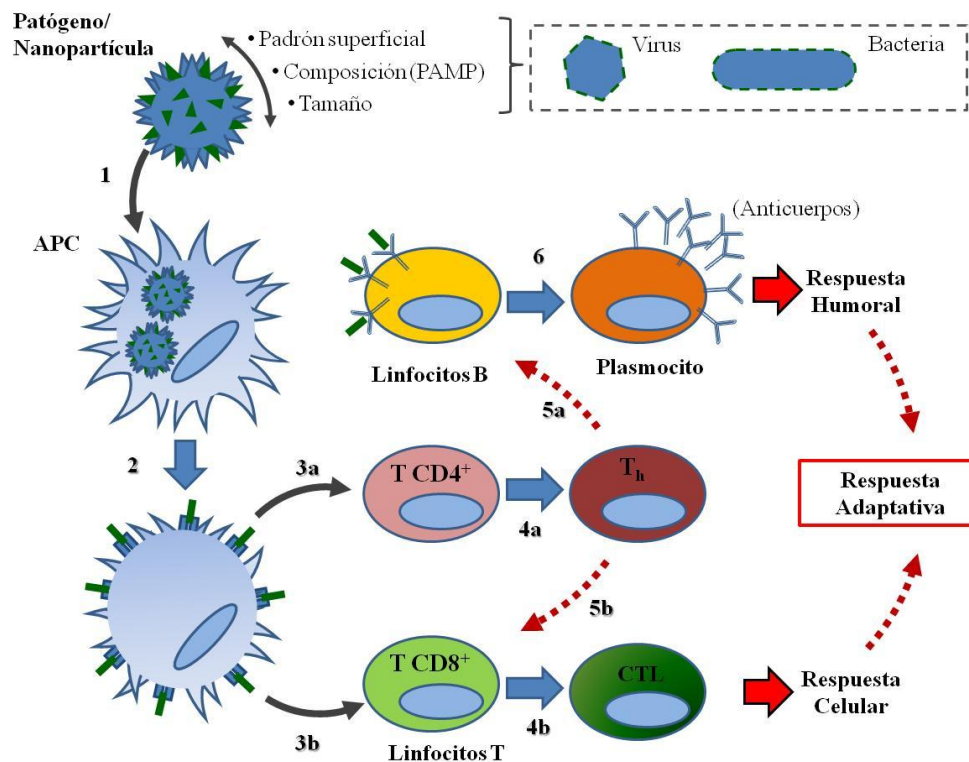 Patógeno/
Nanopartícula
• Padrón superficial
• Composición (PAMP)
• Tamaño
Virus
Bacteria
1
APC
(Anticuerpos)
6
Respuesta
Humoral
Linfocitos B
Plasmocito
5a
2
3a
T CD4+
Th
4a
Respuesta
Adaptativa
5b
T CD8+
CTL
3b
4b
Linfocitos T
Respuesta
Celular